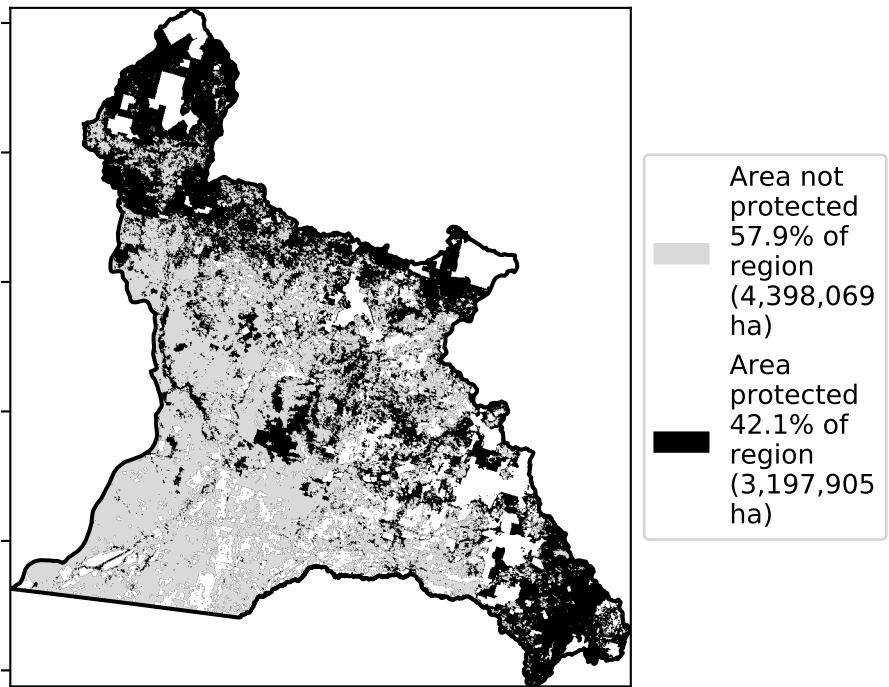 Area not
protected
57.9% of
region
(4,398,069
ha)
Area
protected
42.1% of
region
(3,197,905
ha)